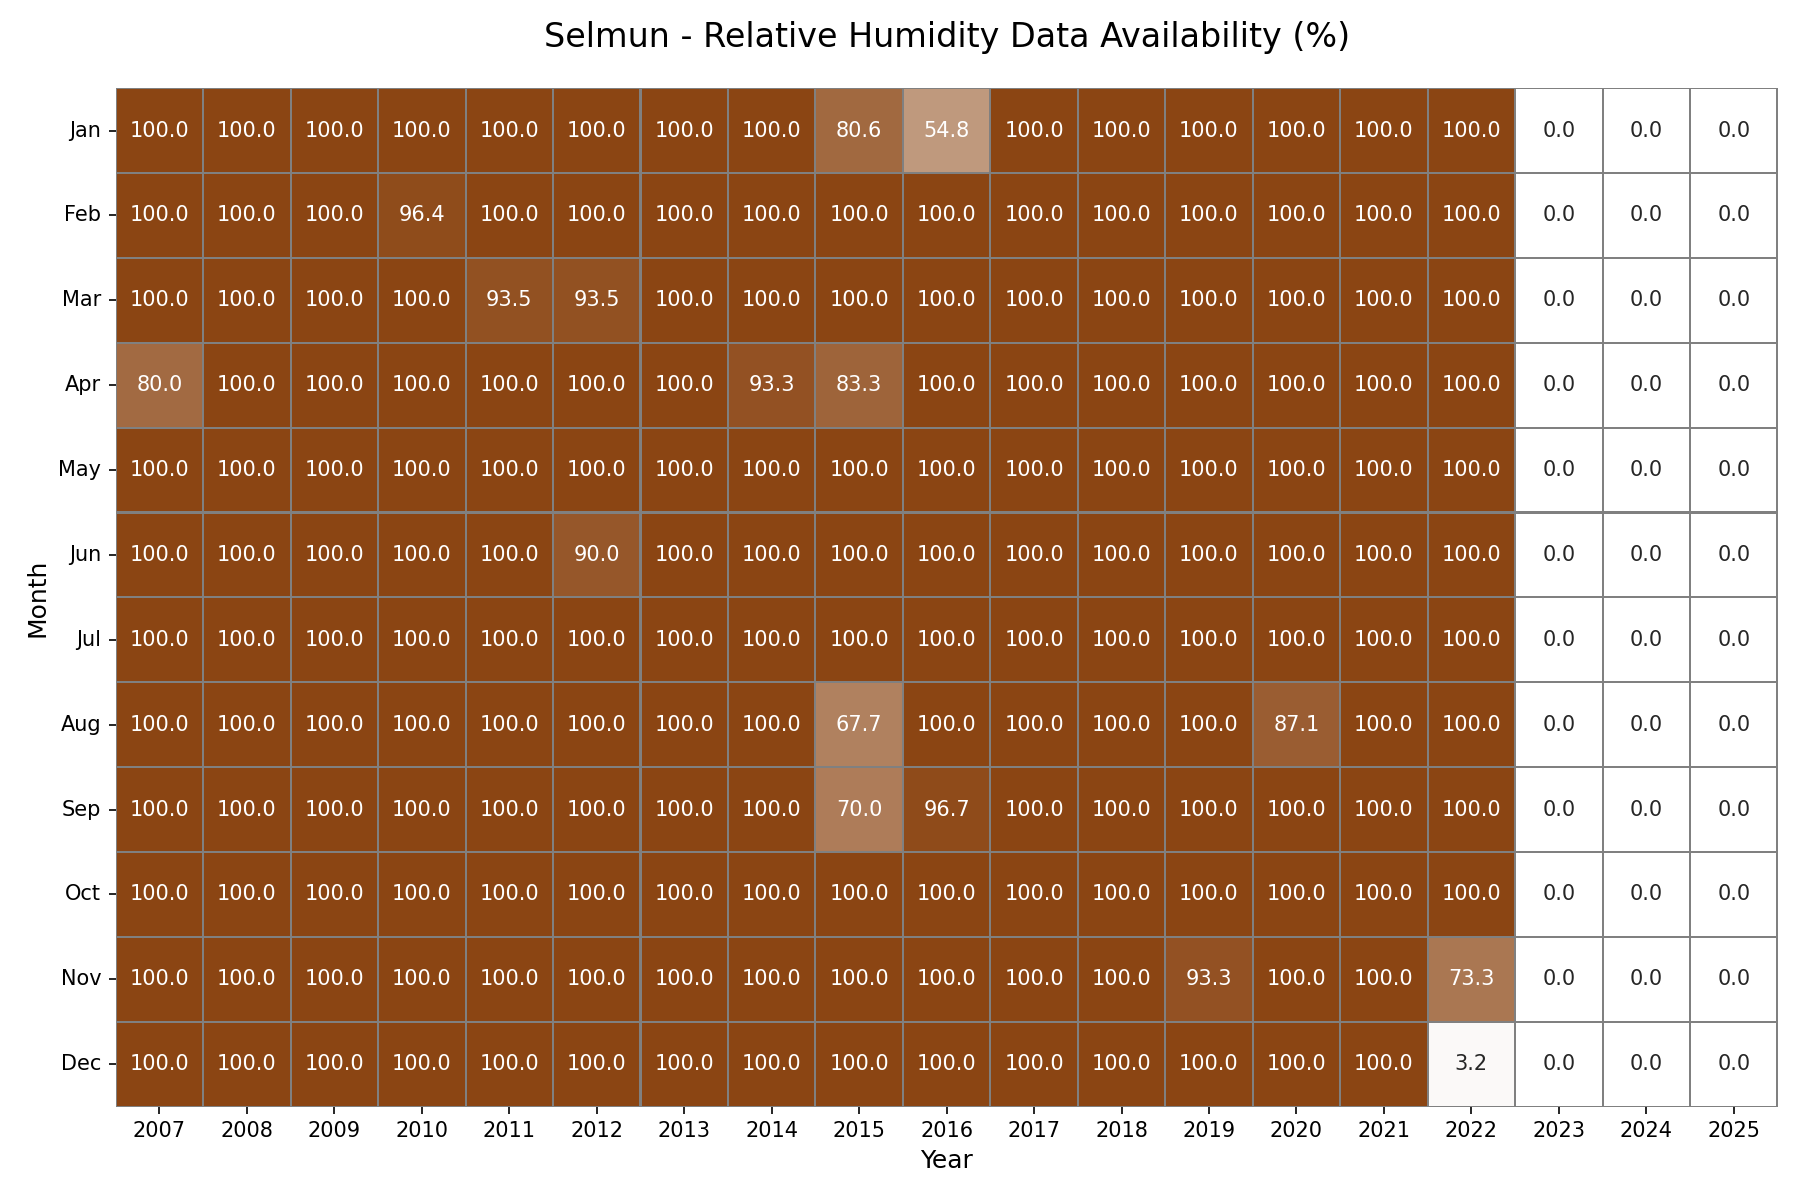 Selmun - Relative Humidity Data Availability (%)
Jan 100.0 100.0 100.0 100.0 100.0 100.0 100.0 100.0 80.6 54.8 100.0 100.0 100.0 100.0 100.0 100.0 0.0 0.0 0.0
Feb 100.0 100.0 100.0 96.4 100.0 100.0 100.0 100.0 100.0 100.0 100.0 100.0 100.0 100.0 100.0 100.0 0.0 0.0 0.0
Mar 100.0 100.0 100.0 100.0 93.5 93.5 100.0 100.0 100.0 100.0 100.0 100.0 100.0 100.0 100.0 100.0 0.0 0.0 0.0
Apr 80.0 100.0 100.0 100.0 100.0 100.0 100.0 93.3 83.3 100.0 100.0 100.0 100.0 100.0 100.0 100.0 0.0 0.0 0.0
May 100.0 100.0 100.0 100.0 100.0 100.0 100.0 100.0 100.0 100.0 100.0 100.0 100.0 100.0 100.0 100.0 0.0 0.0 0.0
Jun 100.0 100.0 100.0 100.0 100.0 90.0 100.0 100.0 100.0 100.0 100.0 100.0 100.0 100.0 100.0 100.0 0.0 0.0 0.0
Jul 100.0 100.0 100.0 100.0 100.0 100.0 100.0 100.0 100.0 100.0 100.0 100.0 100.0 100.0 100.0 100.0 0.0 0.0 0.0
Aug 100.0 100.0 100.0 100.0 100.0 100.0 100.0 100.0 67.7 100.0 100.0 100.0 100.0 87.1 100.0 100.0 0.0 0.0 0.0
Sep 100.0 100.0 100.0 100.0 100.0 100.0 100.0 100.0 70.0 96.7 100.0 100.0 100.0 100.0 100.0 100.0 0.0 0.0 0.0
Oct 100.0 100.0 100.0 100.0 100.0 100.0 100.0 100.0 100.0 100.0 100.0 100.0 100.0 100.0 100.0 100.0 0.0 0.0 0.0
Nov 100.0 100.0 100.0 100.0 100.0 100.0 100.0 100.0 100.0 100.0 100.0 100.0 93.3 100.0 100.0 73.3 0.0 0.0 0.0
Dec 100.0 100.0 100.0 100.0 100.0 100.0 100.0 100.0 100.0 100.0 100.0 100.0 100.0 100.0 100.0 3.2 0.0 0.0 0.0
2007 2008 2009 2010 2011 2012 2013 2014 2015 2016 2017 2018 2019 2020 2021 2022 2023 2024 2025
Year
Month